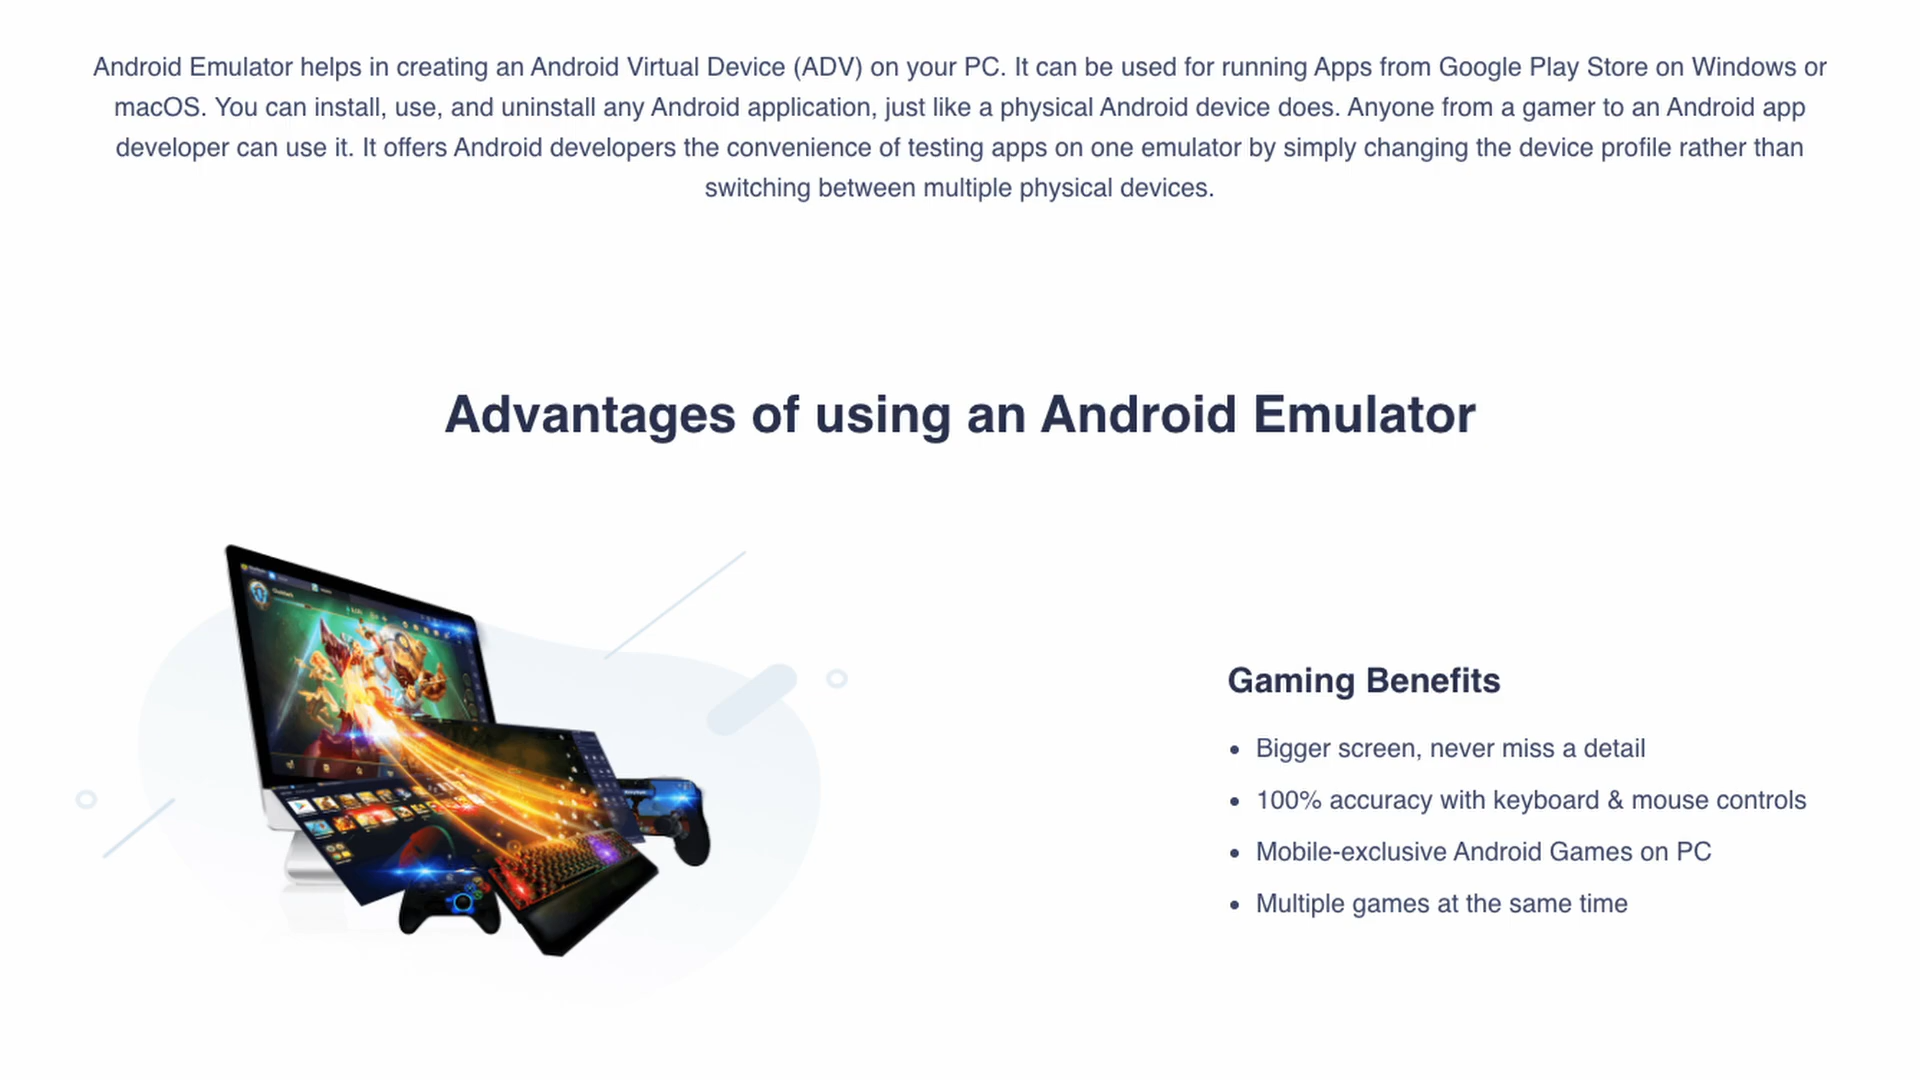 Android Emulator helps in creating an Android Virtual Device (ADV) on your PC. It can be used for running Apps from Google Play Store on Windows or
macOS. You can install, use, and uninstall any Android application, just like a physical Android device does. Anyone from a gamer to an Android app
developer can use it. It offers Android developers the convenience of testing apps on one emulator by simply changing the device profile rather than
switching between multiple physical devices.
Advantages of using an Android Emulator
Gaming Benefits
• Bigger screen, never miss a detail
• 100% accuracy with keyboard & mouse controls
• Mobile-exclusive Android Games on PC
• Multiple games at the same time